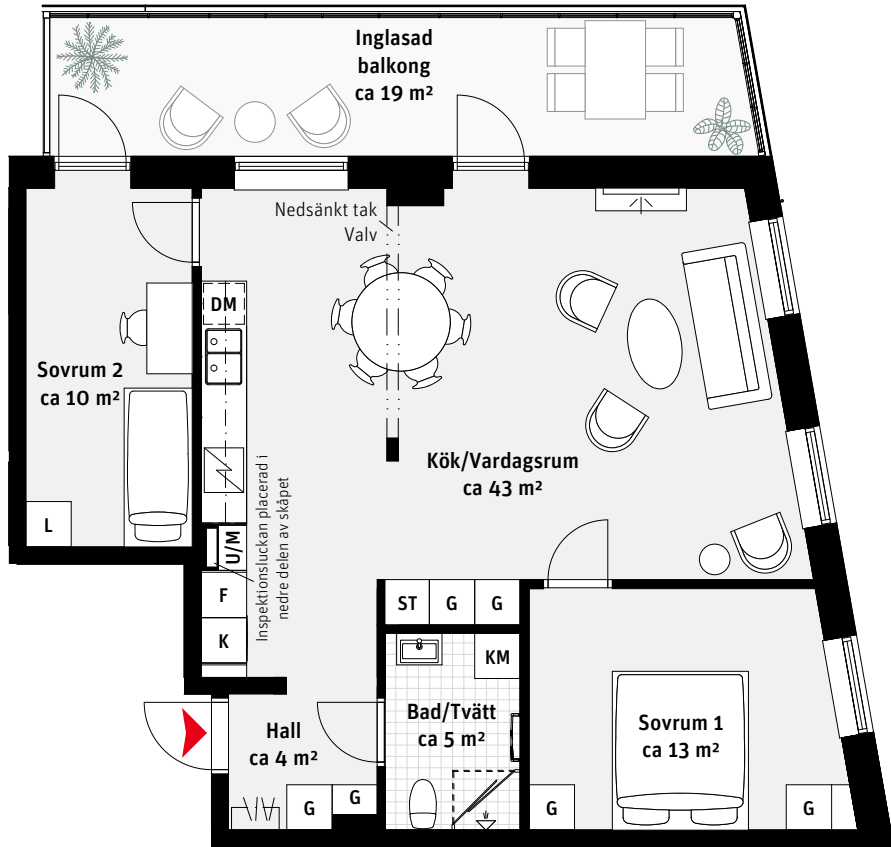 Inglasad
balkong
ca 19 m²
Nedsänkt tak
Valv
DM
Sovrum 2
ca 10 m²
Kök/Vardagsrum
ca 43 m²
L
U/M
Inspektionsluckan placerad i
nedre delen av skåpet
F
K
ST
G
G
KM
Bad/Tvätt
ca 5 m²
Hall
ca 4 m²
Sovrum 1
ca 13 m²
G
G
G
G